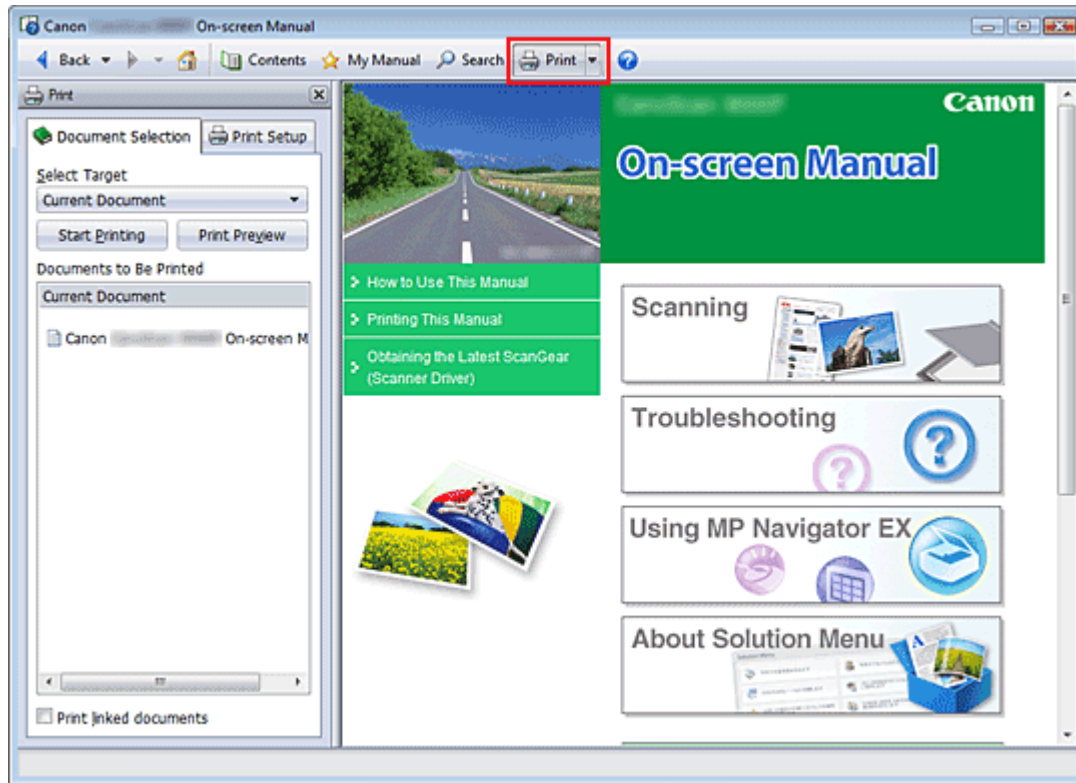 Canon On-screen Manual
Back Contents My Manual Search Print
Print
Document Selection Print Setup
Select Target
Current Document
Start Printing Print Preview
Documents to Be Printed
Current Document
Canon On-screen M
Print linked documents
Canon
On-screen Manual
How to Use This Manual
Printing This Manual
Obtaining the Latest ScanGear
(Scanner Driver)
Scanning
Troubleshooting
Using MP Navigator EX
About Solution Menu